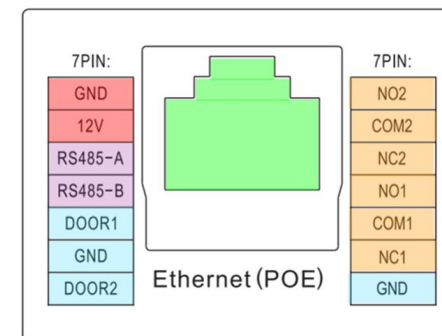 7PIN:
GND
12V
RS485-A
RS485-B
DOOR1
GND
DOOR2
Ethernet (POE)
7PIN:
NO2
COM2
NC2
NO1
COM1
NC1
GND